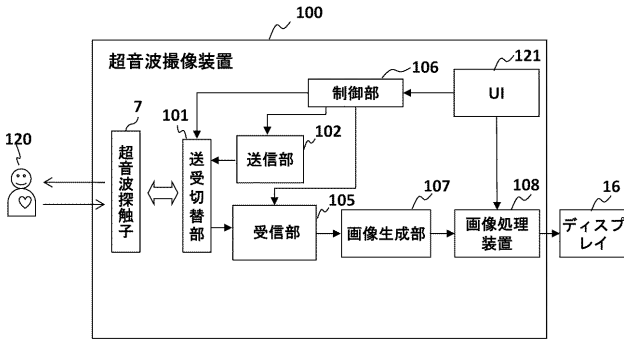 100
超音波撮像装置
106
制御部
121
UI
7
超音波探触子
101
送受切替部
102
送信部
120
105
受信部
107
画像生成部
108
画像処理
装置
16
ディスプ
レイ